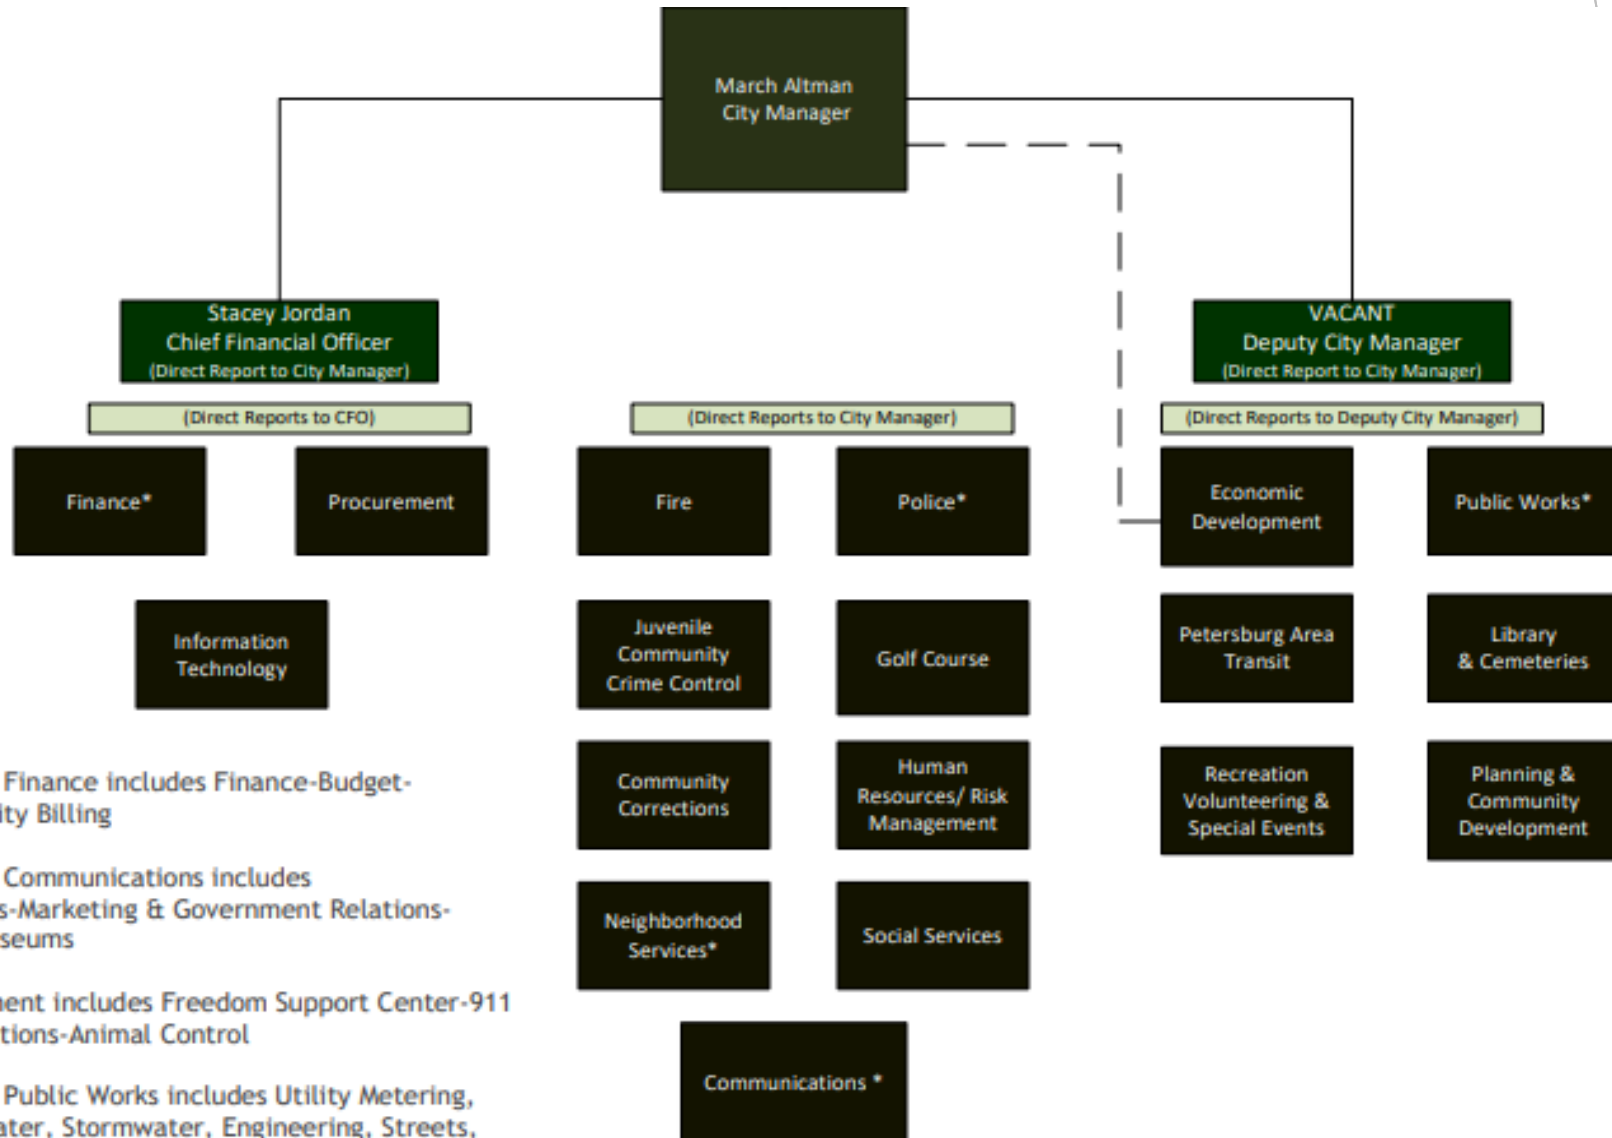 March Altman
City Manager
Stacey Jordan
Chief Financial Officer
(Direct Report to City Manager)
VACANT
Deputy City Manager
(Direct Report to City Manager)
(Direct Reports to CFO)
(Direct Reports to City Manager)
(Direct Reports to Deputy City Manager)
Finance*
Procurement
Information
Technology
Fire
Police*
Juvenile
Community
Crime Control
Golf Course
Community
Corrections
Human
Resources/ Risk
Management
Neighborhood
Services*
Social Services
Communications *
Economic
Development
Public Works*
Petersburg Area
Transit
Library
& Cemeteries
Recreation
Volunteering &
Special Events
Planning &
Community
Development
Finance includes Finance-Budget-
ity Billing
Communications includes
s-Marketing & Government Relations-
seums
ment includes Freedom Support Center-911
tions-Animal Control
Public Works includes Utility Metering,
ater, Stormwater, Engineering, Streets,